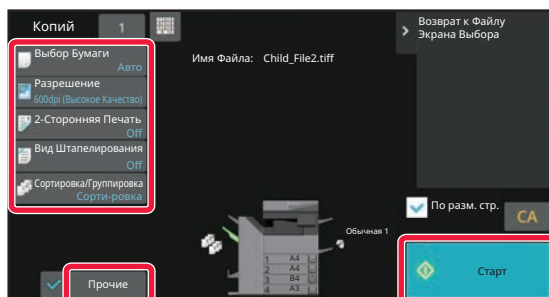 Копий 1
Возврат к Файлу
Экрана Выбора
Выбор Бумаги
Авто
Имя Файла: Child_File2.tiff
Разрешение
600dpi (Высокое Качество)
2-Сторонняя Печать
Off
Вид Штапелирования
Off
Сортировка/Группировка
Сорти-ровка
По разм. стр.
CA
Обычная 1
1 A4
2 A4
3 B4
4 A3
Прочие
Старт